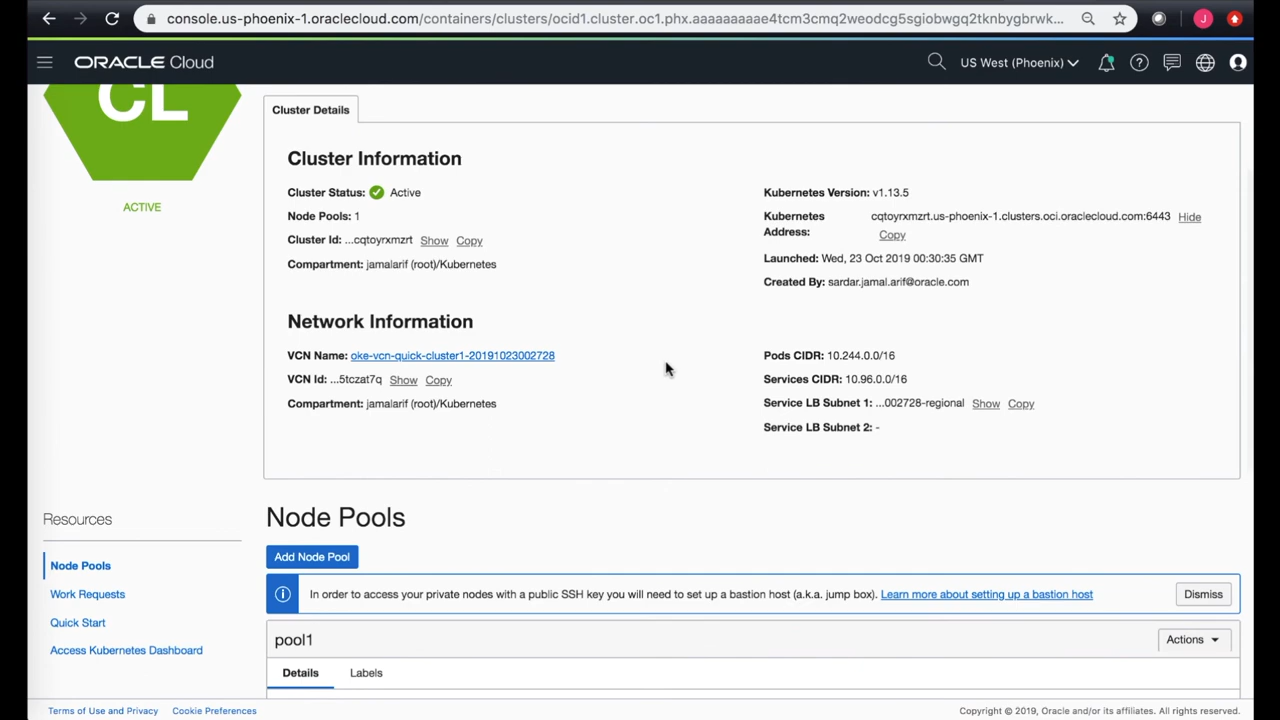 console.us-phoenix-1.oraclecloud.com/containers/clusters/ocid1.cluster.oc1.phx.aaaaaaaaae4tcm3cmq2weodcg5sgiobwgq2tknbygbrwk...
J
ORACLE Cloud
US West (Phoenix)
CL
ACTIVE
Cluster Details
Cluster Information
Cluster Status: Active
Node Pools: 1
Cluster Id: ...cqtoyrxmzrt Show Copy
Compartment: jamalarif (root)/Kubernetes
Kubernetes Version: v1.13.5
Kubernetes Address: cqtoyrxmzrt.us-phoenix-1.clusters.oci.oraclecloud.com:6443 Hide
Copy
Launched: Wed, 23 Oct 2019 00:30:35 GMT
Created By: sardar.jamal.arif@oracle.com
Network Information
VCN Name: oke-vcn-quick-cluster1-20191023002728
VCN Id: ...5tczat7q Show Copy
Compartment: jamalarif (root)/Kubernetes
Pods CIDR: 10.244.0.0/16
Services CIDR: 10.96.0.0/16
Service LB Subnet 1: ...002728-regional Show Copy
Service LB Subnet 2: -
Resources
Node Pools
Work Requests
Quick Start
Access Kubernetes Dashboard
Node Pools
Add Node Pool
In order to access your private nodes with a public SSH key you will need to set up a bastion host (a.k.a. jump box). Learn more about setting up a bastion host
Dismiss
pool1
Actions
Details Labels
Terms of Use and Privacy Cookie Preferences
Copyright © 2019, Oracle and/or its affiliates. All rights reserved.